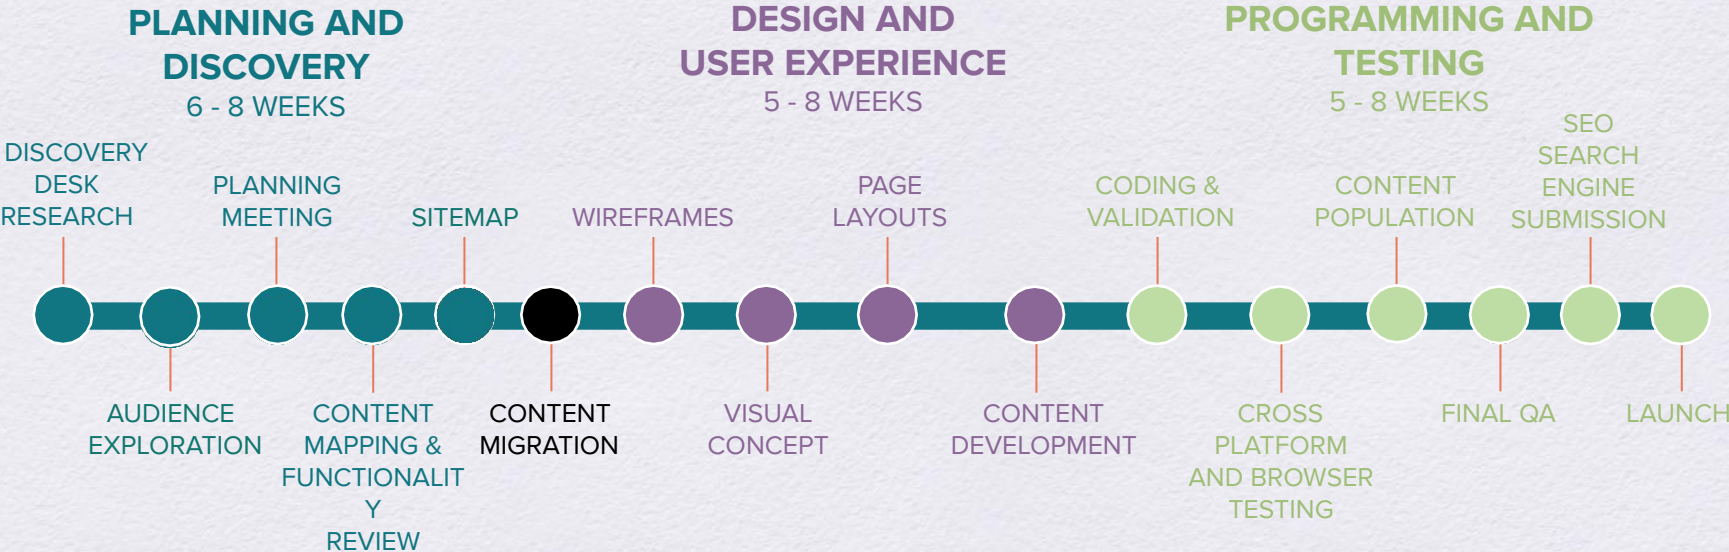 PLANNING AND
DISCOVERY
6 - 8 WEEKS
DESIGN AND
USER EXPERIENCE
5 - 8 WEEKS
PROGRAMMING AND
TESTING
5 - 8 WEEKS
DISCOVERY
DESK
RESEARCH
PLANNING
MEETING
SITEMAP
WIREFRAMES
PAGE
LAYOUTS
CODING &
VALIDATION
CONTENT
POPULATION
SEO
SEARCH
ENGINE
SUBMISSION
AUDIENCE
EXPLORATION
CONTENT
MAPPING &
FUNCTIONALIT
Y
REVIEW
CONTENT
MIGRATION
VISUAL
CONCEPT
CONTENT
DEVELOPMENT
CROSS
PLATFORM
AND BROWSER
TESTING
FINAL QA
LAUNCH